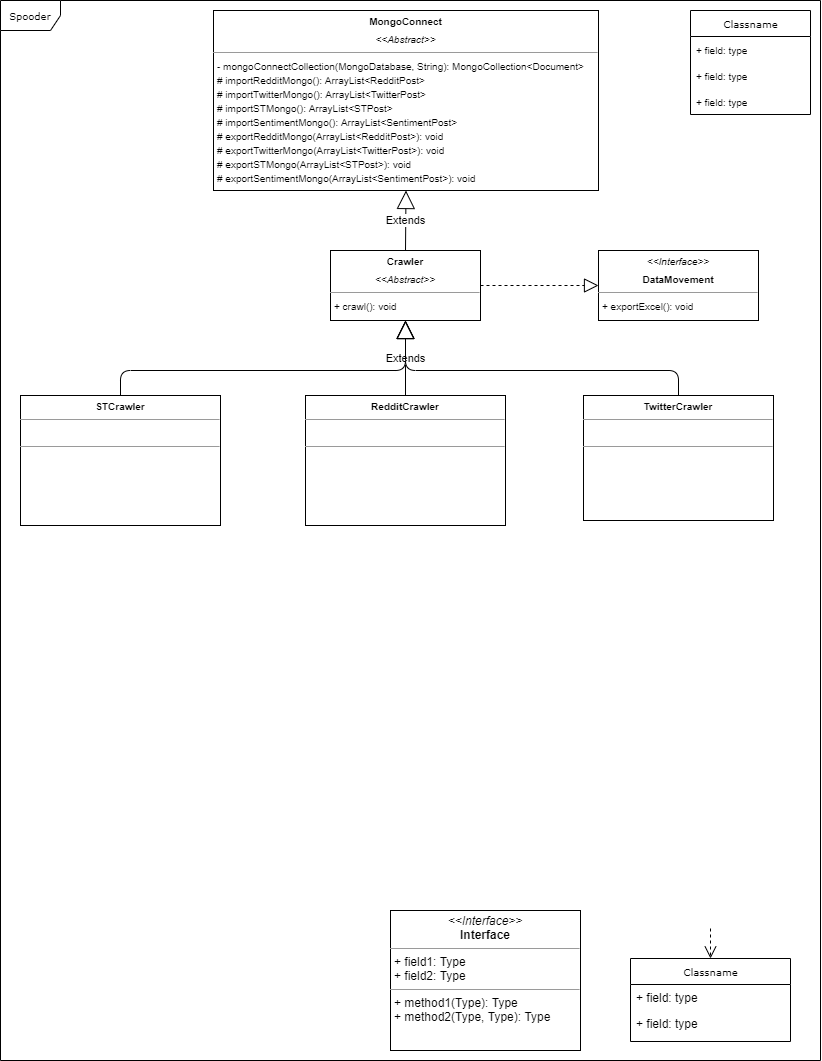 Spooder
MongoConnect
<<Abstract>>
- mongoConnectCollection(MongoDatabase, String): MongoCollection<Document>
# importRedditMongo(): ArrayList<RedditPost>
# importTwitterMongo(): ArrayList<TwitterPost>
# importSTMongo(): ArrayList<STPost>
# importSentimentMongo(): ArrayList<SentimentPost>
# exportRedditMongo(ArrayList<RedditPost>): void
# exportTwitterMongo(ArrayList<TwitterPost>): void
# exportSTMongo(ArrayList<STPost>): void
# exportSentimentMongo(ArrayList<SentimentPost>): void
Classname
+ field: type
+ field: type
+ field: type
Extends
Crawler
<<Abstract>>
+ crawl(): void
<<Interface>>
DataMovement
+ exportExcel(): void
Extends
STCrawler
RedditCrawler
TwitterCrawler
<<Interface>>
Interface
+ field1: Type
+ field2: Type
+ method1(Type): Type
+ method2(Type, Type): Type
Classname
+ field: type
+ field: type